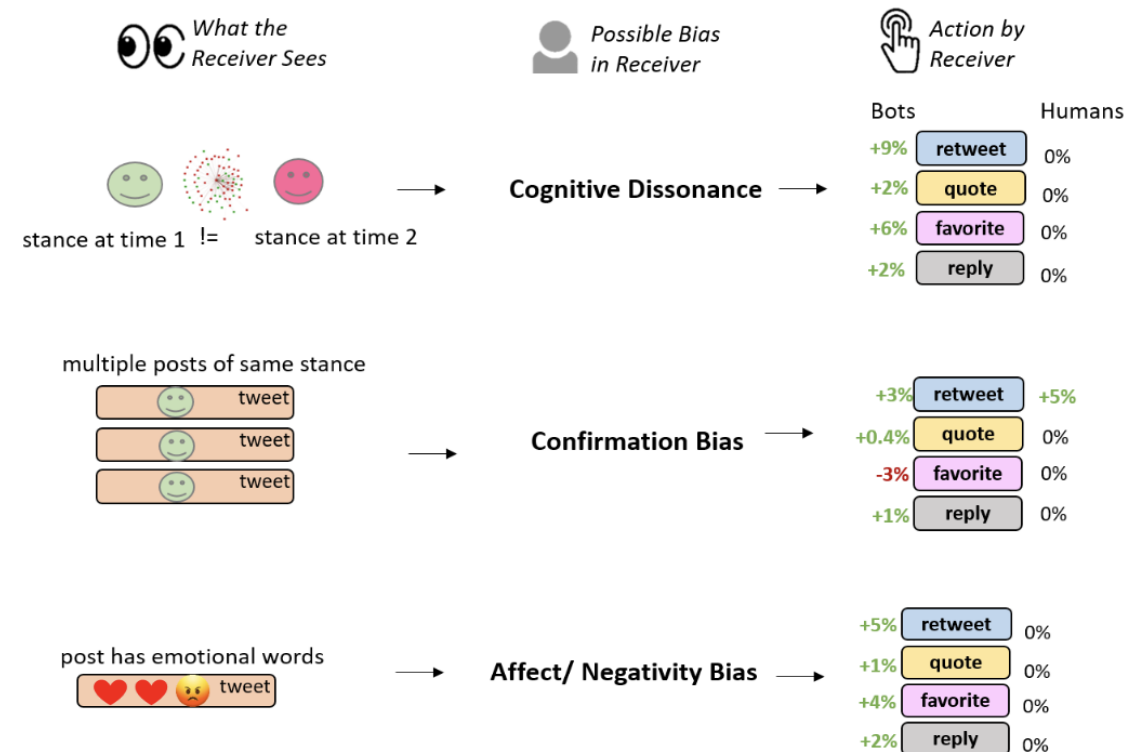 What the
Receiver Sees
Possible Bias
in Receiver
Action by
Receiver
Bots
Humans
+9% retweet 0%
+2% quote 0%
+6% favorite 0%
+2% reply 0%
stance at time 1 != stance at time 2
Cognitive Dissonance
multiple posts of same stance
tweet
tweet
tweet
Confirmation Bias
+3% retweet +5%
+0.4% quote 0%
-3% favorite 0%
+1% reply 0%
post has emotional words
tweet
Affect/ Negativity Bias
+5% retweet 0%
+1% quote 0%
+4% favorite 0%
+2% reply 0%